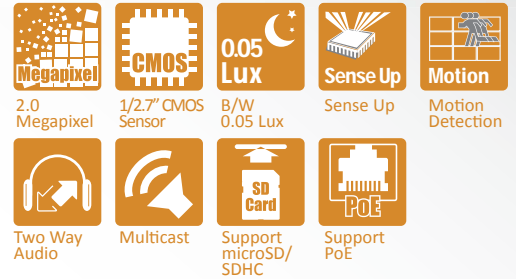 Megapixel
CMOS
0.05
Lux
Sense Up
Motion
2.0
Megapixel
1/2.7” CMOS
Sensor
B/W
0.05 Lux
Sense Up
Motion
Detection
SD
Card
PoE
Two Way
Audio
Multicast
Support
microSD/
SDHC
Support
PoE